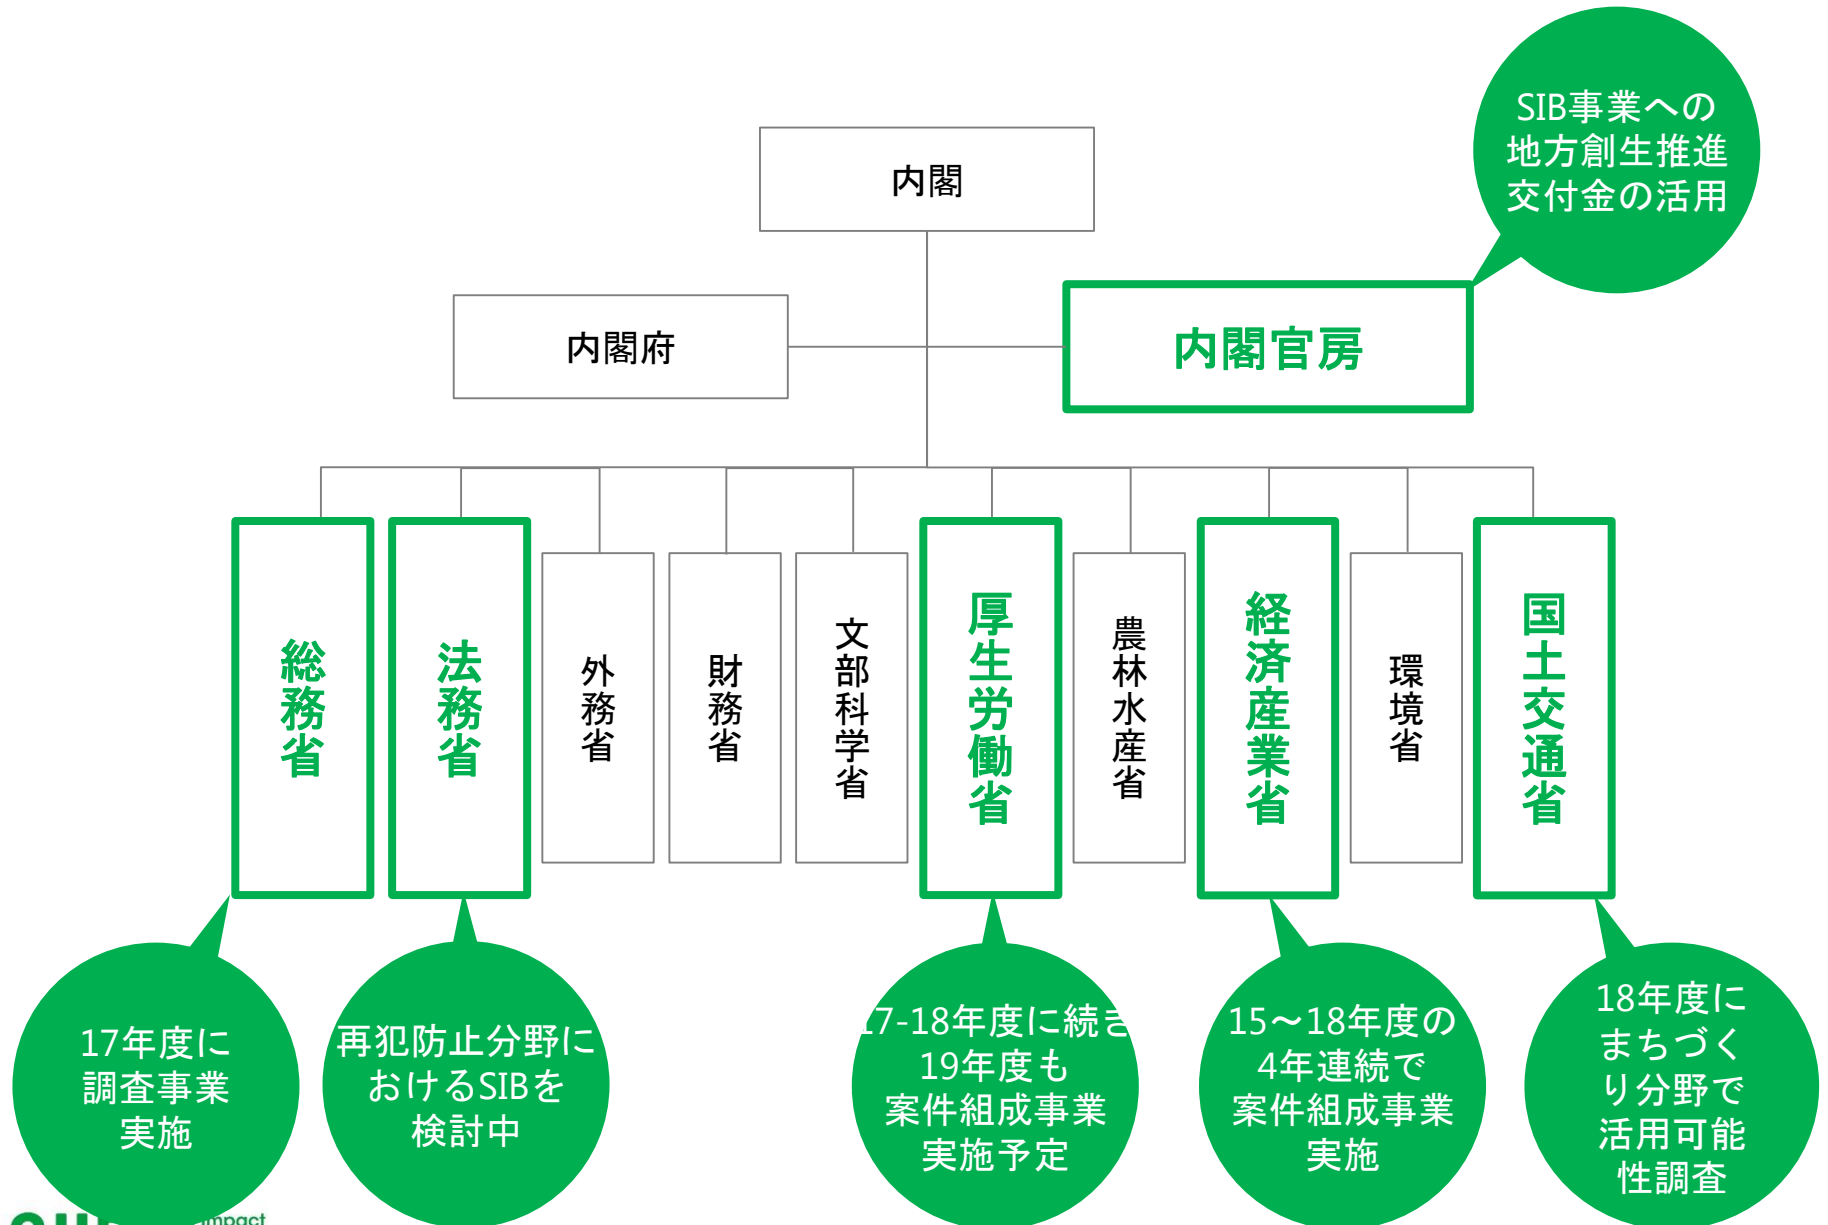 SIB事業への
地方創生推進
交付金の活用
内閣
内閣府
内閣官房
総務省
法務省
外務省
財務省
文部科学省
厚生労働省
農林水産省
経済産業省
環境省
国土交通省
17年度に
調査事業
実施
再犯防止分野に
おけるSIBを
検討中
17-18年度に続き
19年度も
案件組成事業
実施予定
15～18年度の
4年連続で
案件組成事業
実施
18年度に
まちづく
り分野で
活用可能
性調査
impact